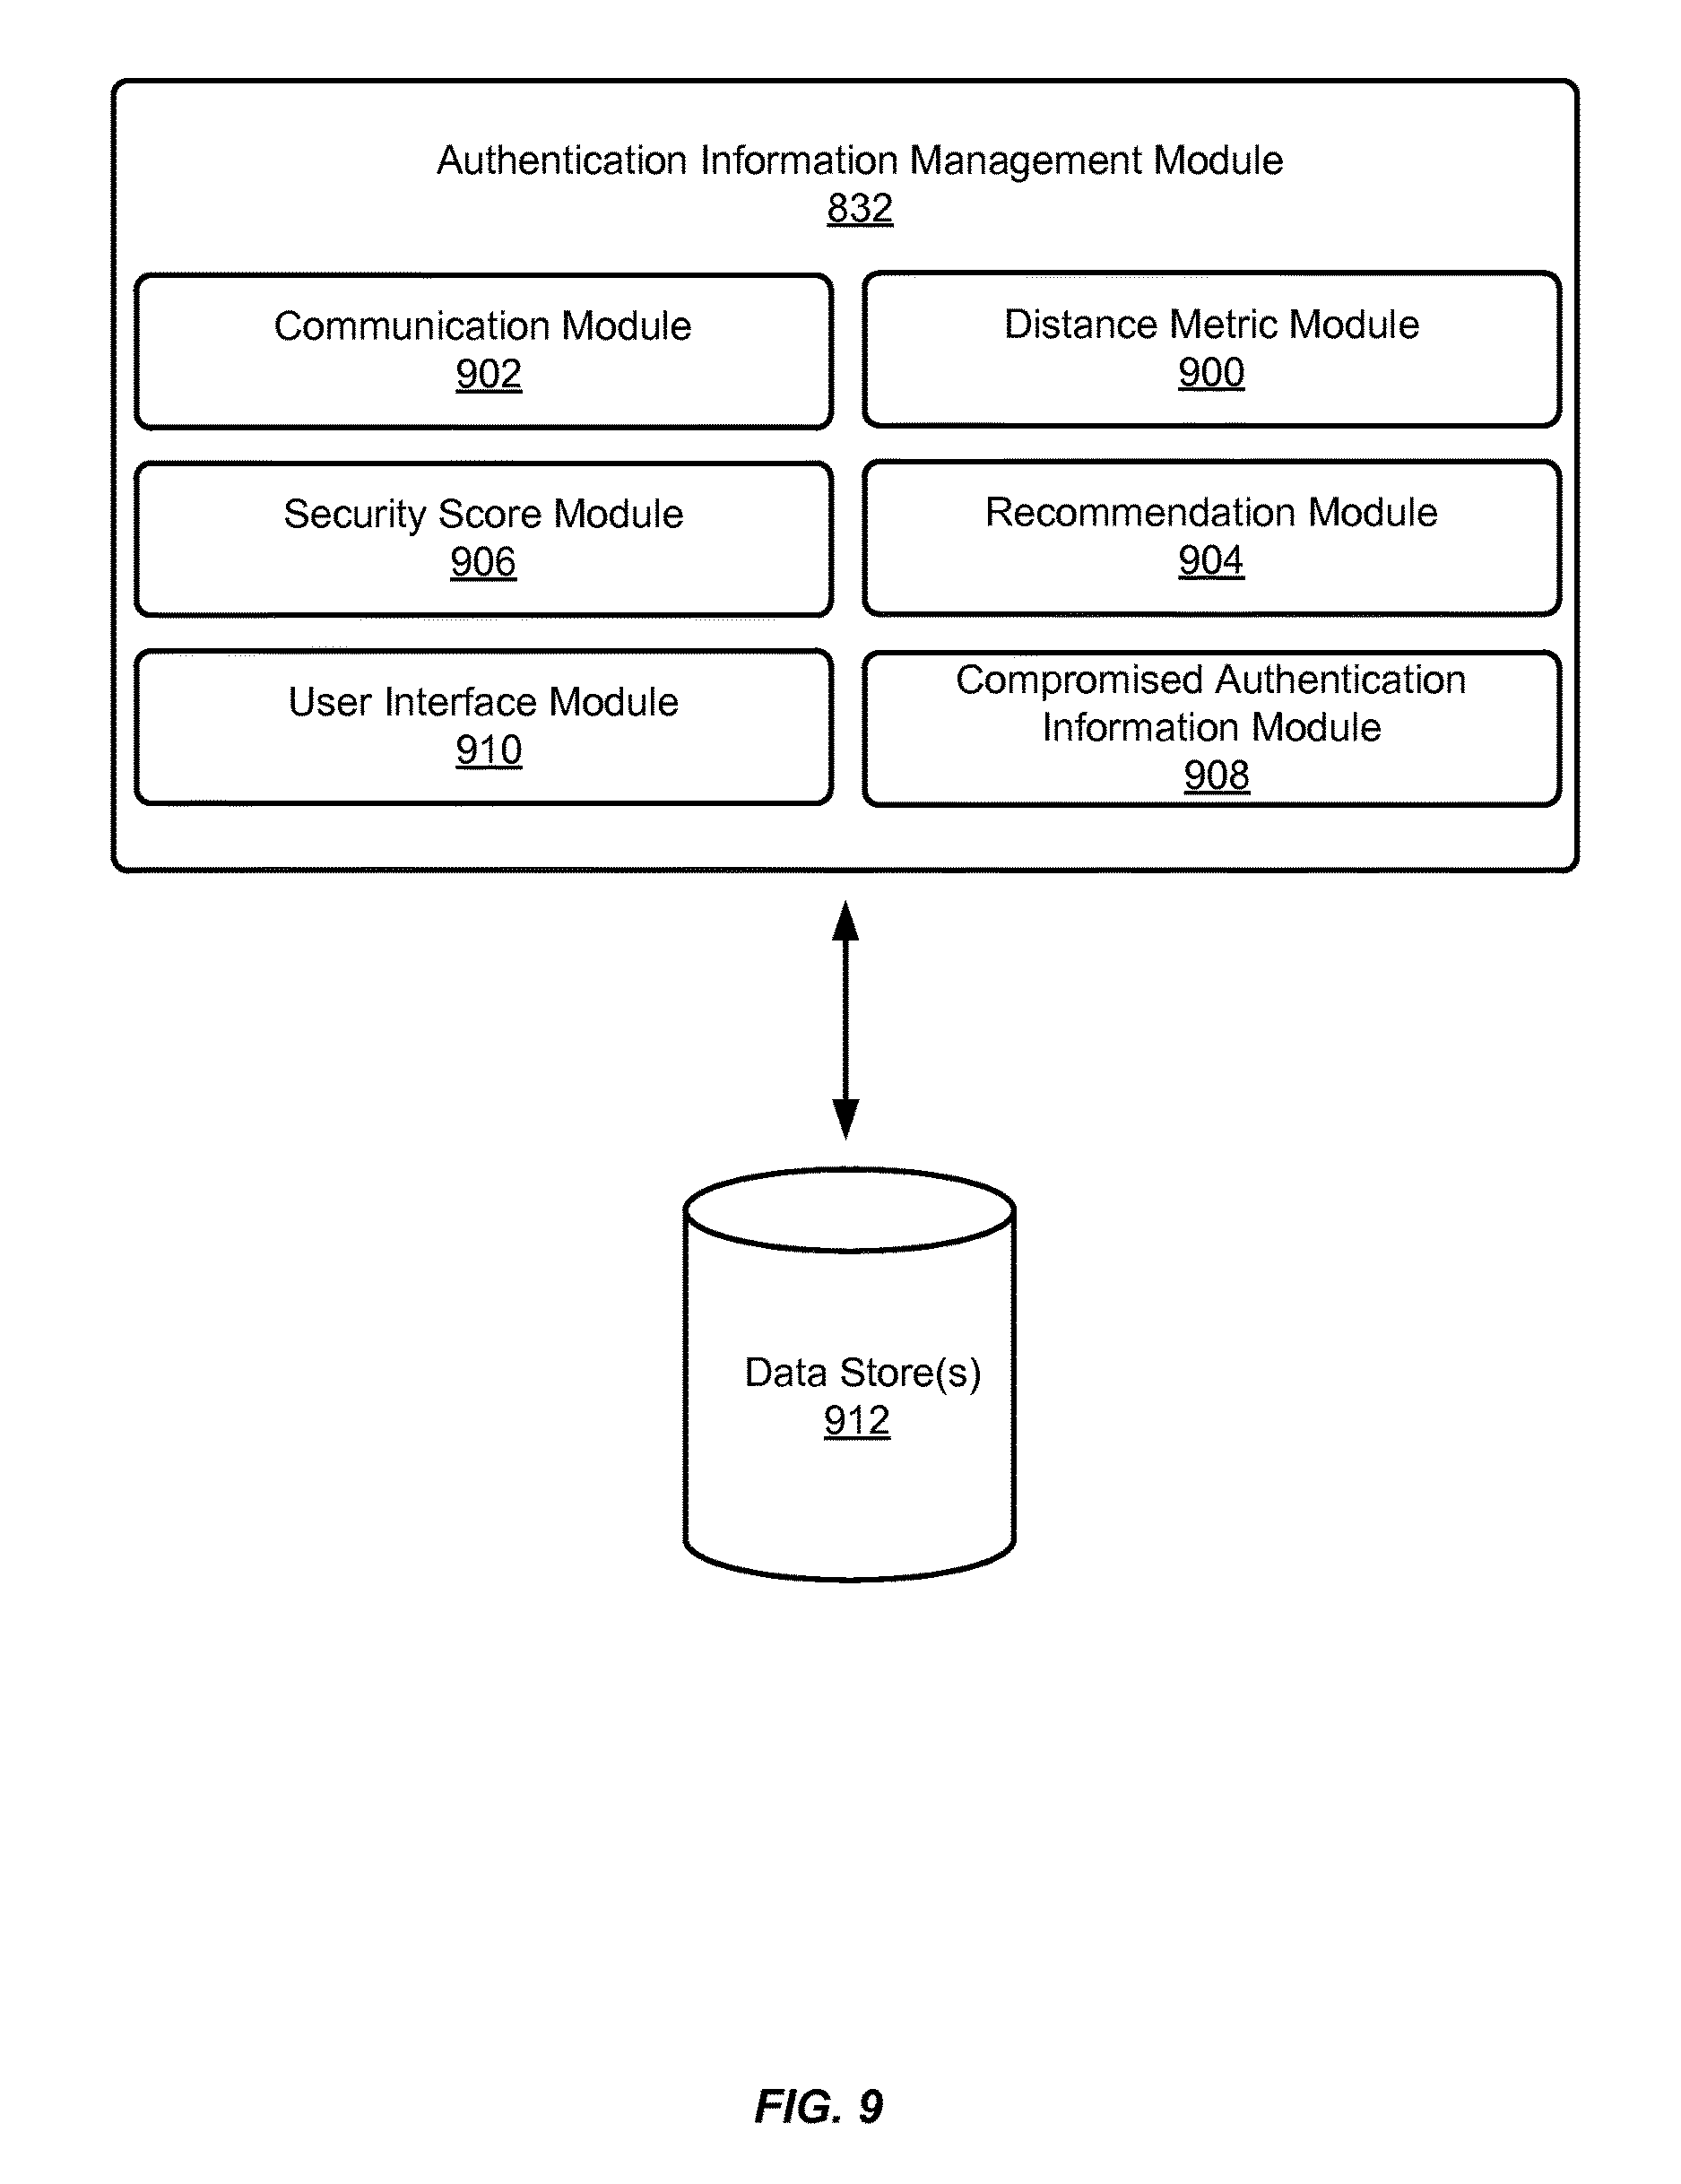 Authentication Information Management Module
832
Communication Module
902
Distance Metric Module
900
Security Score Module
906
Recommendation Module
904
User Interface Module
910
Compromised Authentication
Information Module
908
Data Store(s)
912
FIG. 9